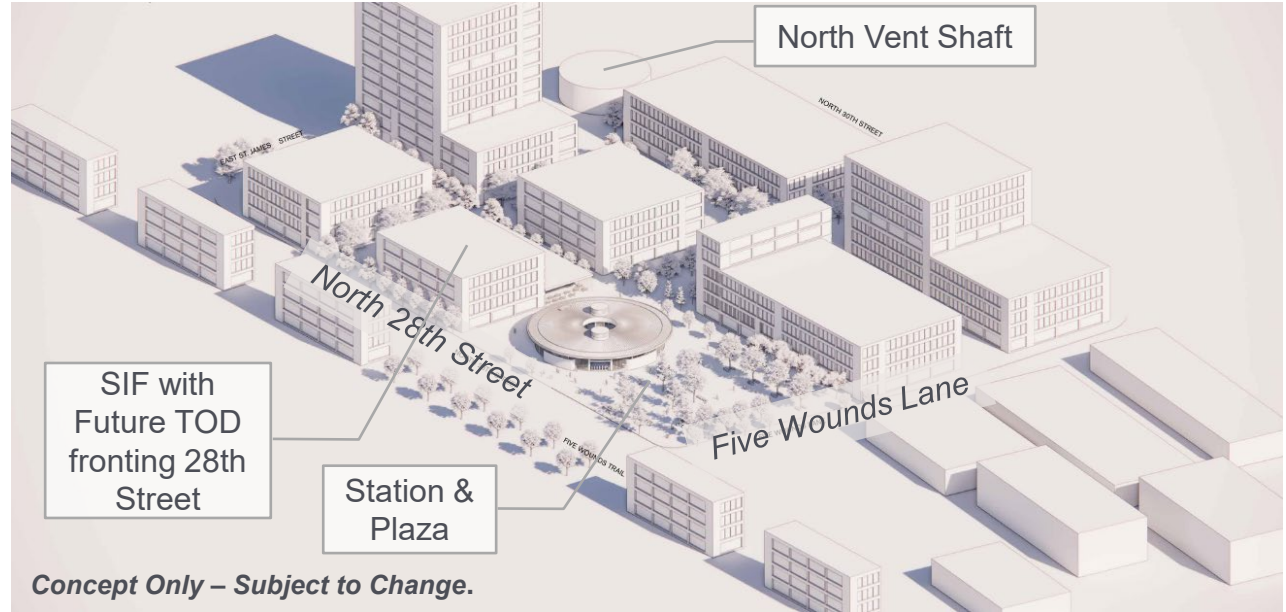 North Vent Shaft
NORTH 30TH STREET
EAST ST JAMES STREET
North 28th Street
SIF with
Future TOD
fronting 28th
Street
Five Wounds Lane
FIVE WOUNDS TRAIL
Station &
Plaza
Concept Only – Subject to Change.